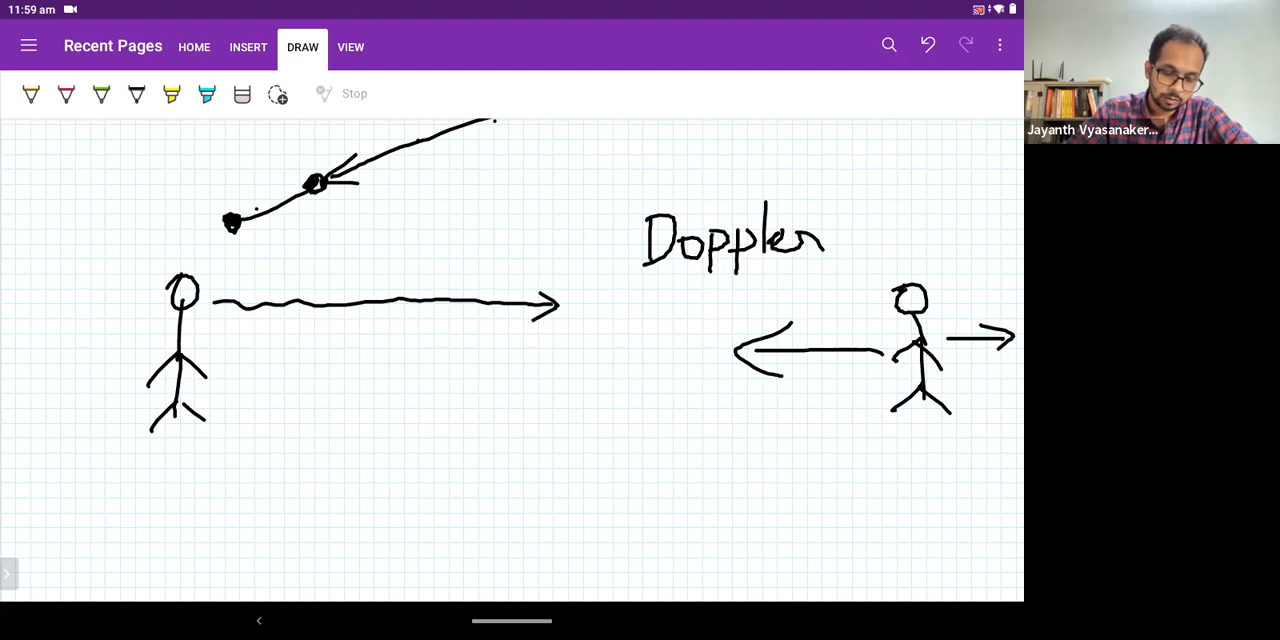 11:59 am
Recent Pages HOME INSERT DRAW VIEW
Stop
Jayanth Vyasanaker...
Doppler